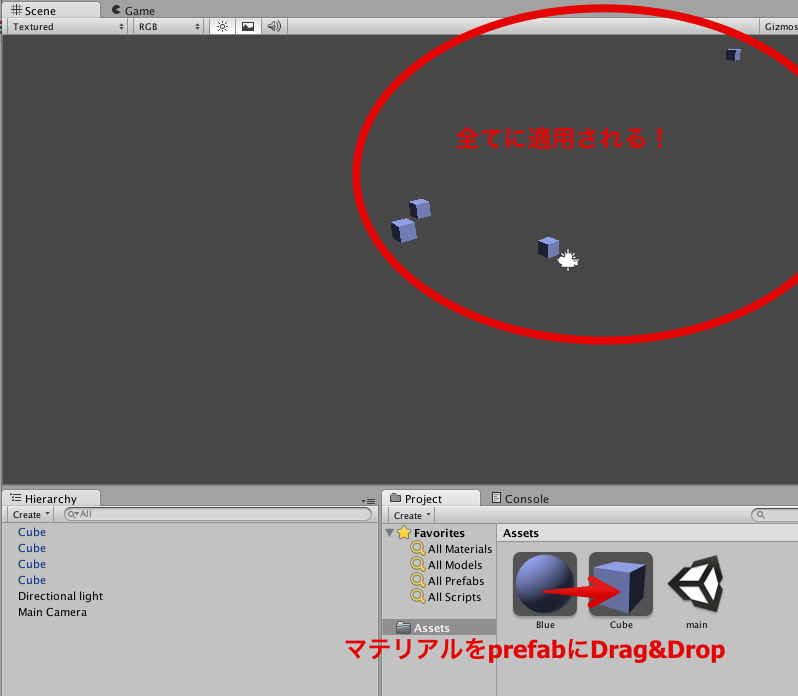 Scene
Game
Textured
RGB
Gizmos
全てに適用される！
Hierarchy
Create
All
Cube
Cube
Cube
Cube
Directional light
Main Camera
Project
Console
Create
Favorites
All Materials
All Models
All Prefabs
All Scripts
Assets
Assets
Blue
Cube
main
マテリアルをprefabにDrag&Drop